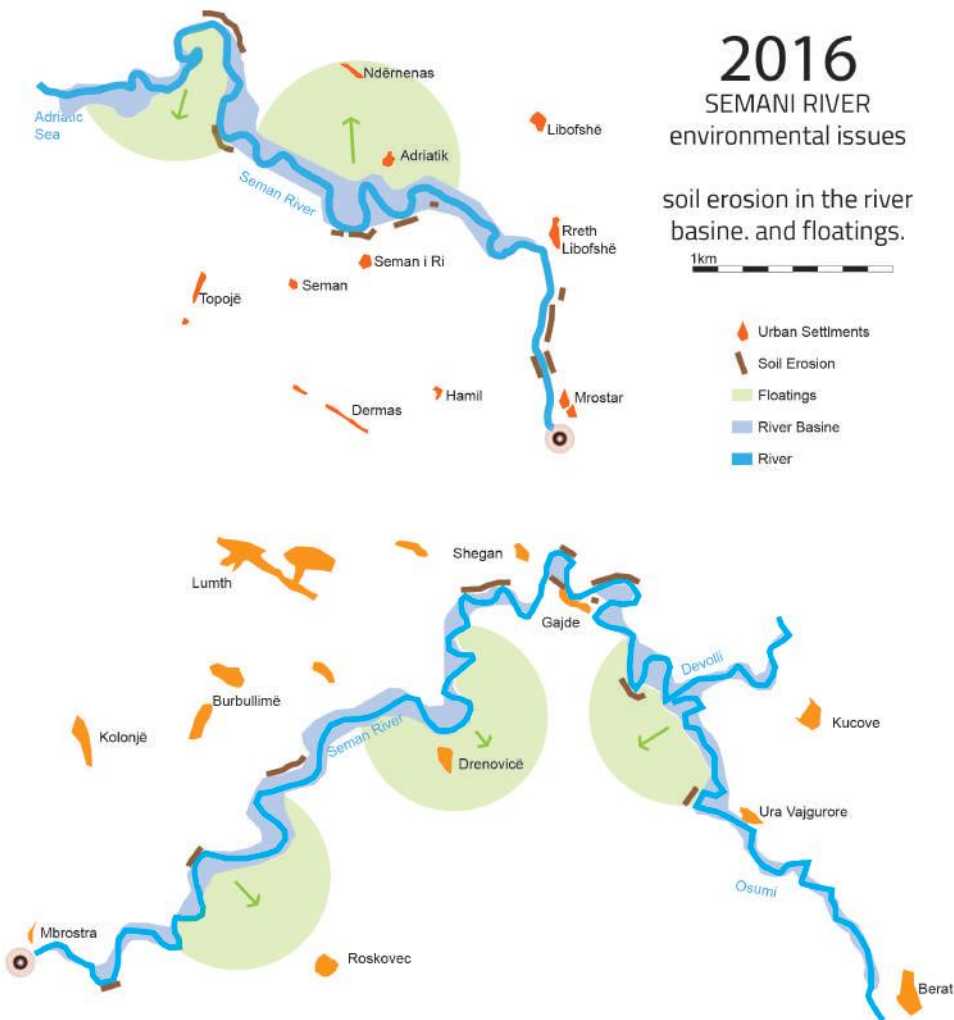 2016
SEMANI RIVER
environmental issues
soil erosion in the river
basine. and floatings.
1km
Urban Settlments
Soil Erosion
Floatings
River Basine
River
Ndërnenas
Adriatic
Sea
Libofshë
Adriatik
Seman River
Rreth
Libofshë
Seman i Ri
Seman
Topojë
Hamil
Dermas
Mrostar
Shegan
Lumth
Gajde
Devolli
Burbullimë
Kolonjë
Seman River
Kucove
Drenovicë
Ura Vajgurore
Osumi
Mbrostra
Roskovec
Berat